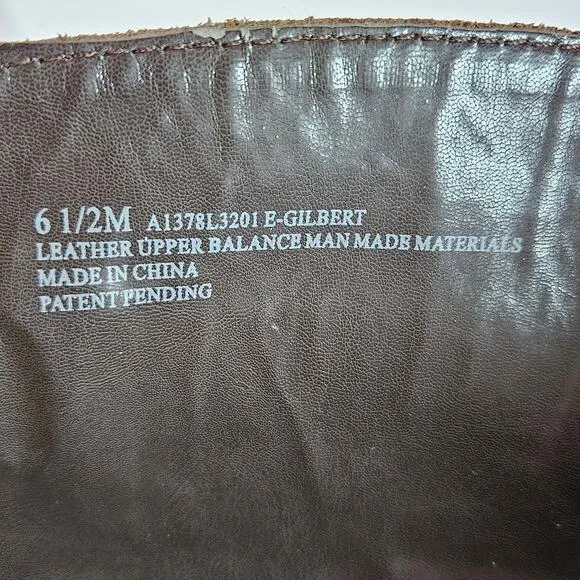 6 1/2M A1378L3201 E-GILBERT
LEATHER UPPER BALANCE MAN MADE MATERIALS
MADE IN CHINA
PATENT PENDING